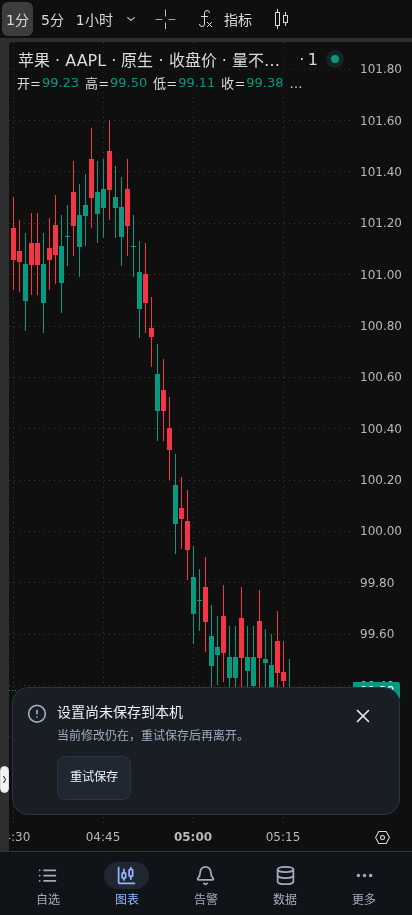 1分 5分 1小时 指标
苹果 · AAPL · 原生 · 收盘价 · 量不… · 1
开=99.23 高=99.50 低=99.11 收=99.38 …
101.80
101.60
101.40
101.20
101.00
100.80
100.60
100.40
100.20
100.00
99.80
99.60
设置尚未保存到本机
当前修改仍在，重试保存后再离开。
重试保存
:30 04:45 05:00 05:15
自选 图表 告警 数据 更多